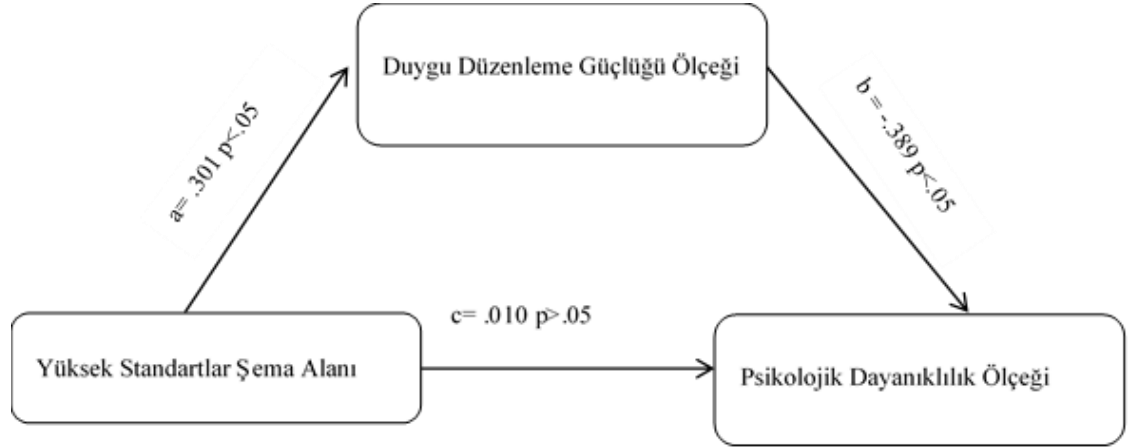 Duygu Düzenleme Güçlüğü Ölçeği
a= .301 p<.05
b = -.389 p<.05
c= .010 p>.05
Yüksek Standartlar Şema Alanı
Psikolojik Dayanıklılık Ölçeği